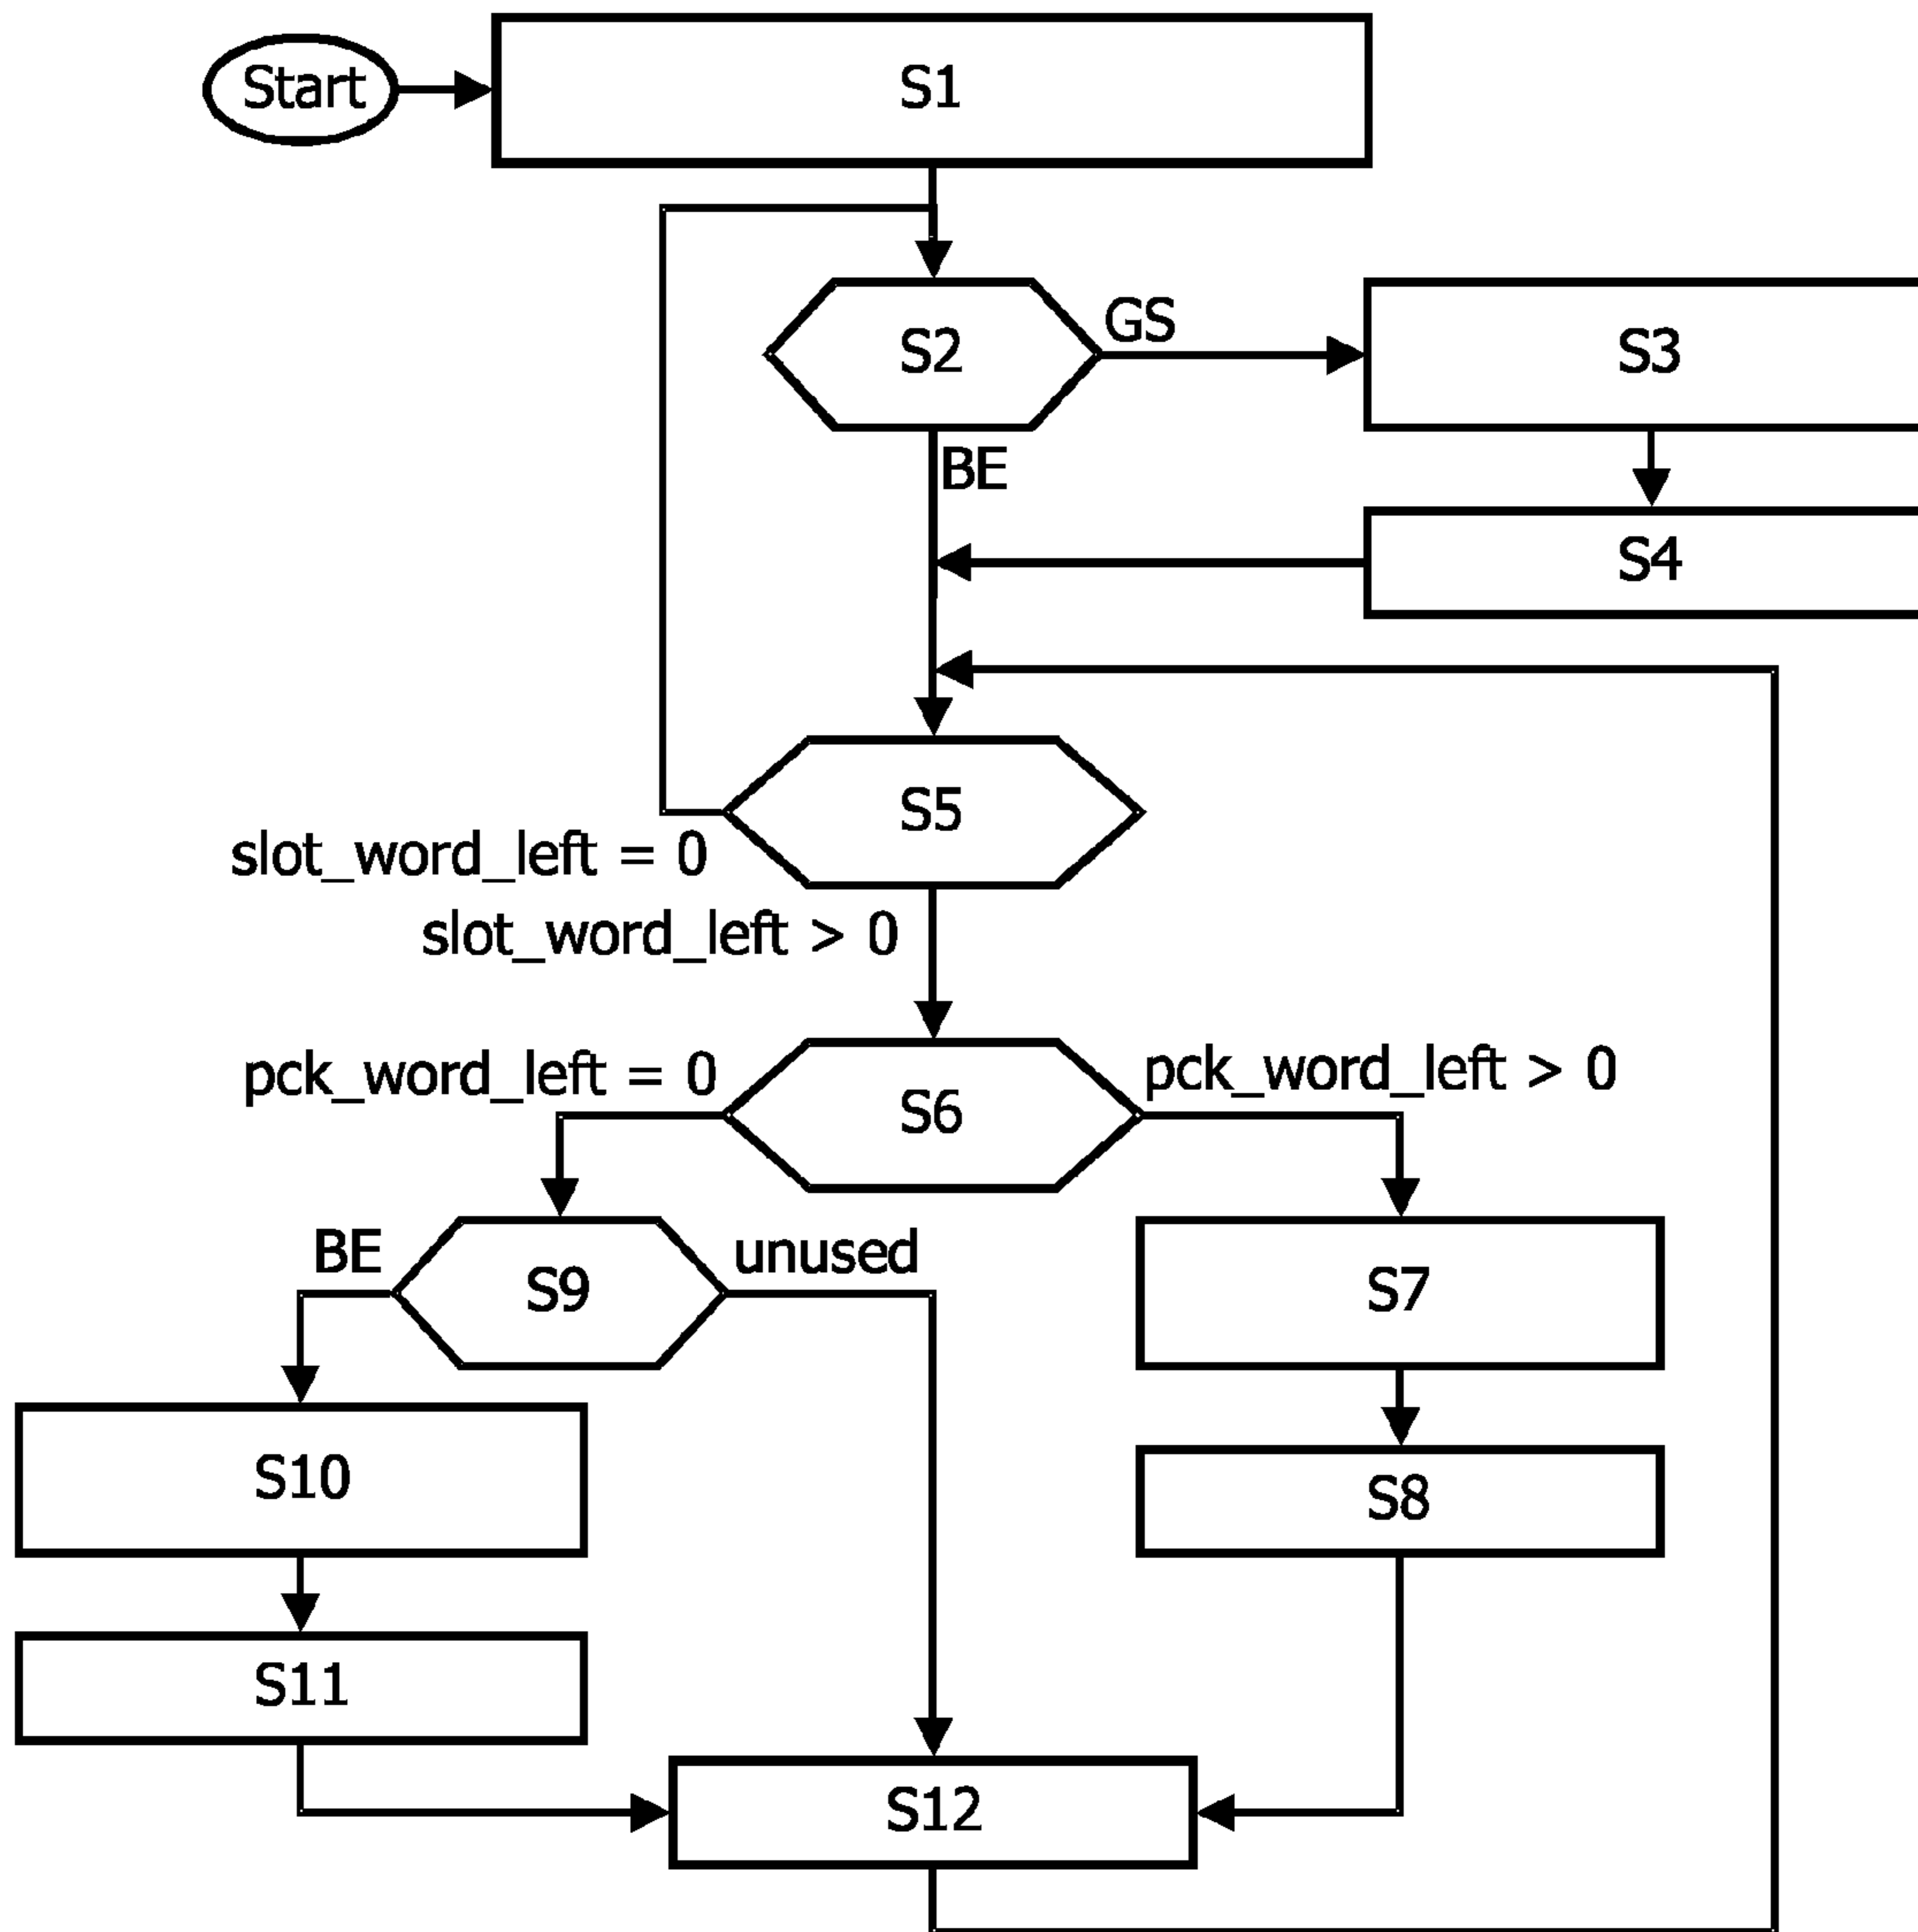 Start
S1
S2
GS
S3
BE
S4
S5
slot_word_left = 0
slot_word_left > 0
pck_word_left = 0
pck_word_left > 0
S6
BE
unused
S9
S7
S10
S8
S11
S12